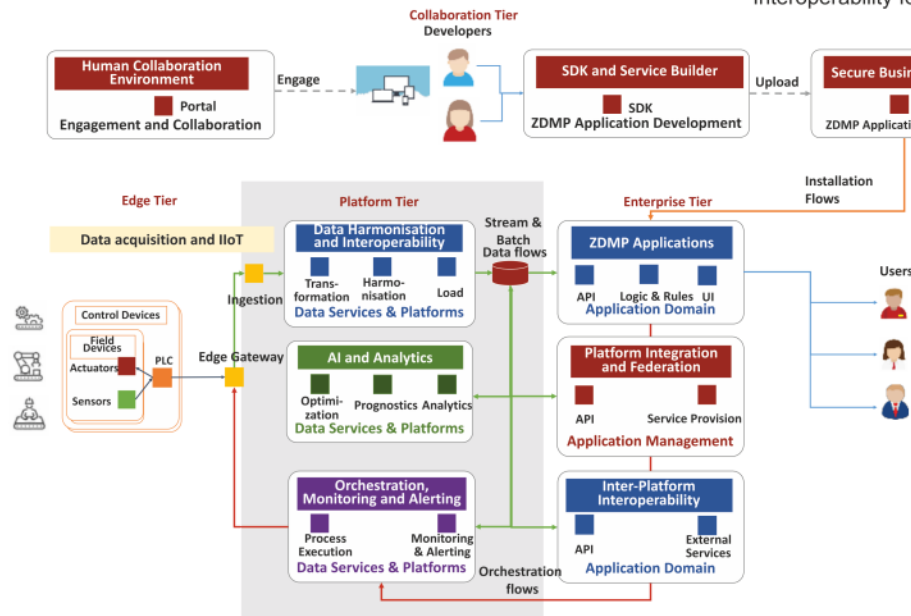 Interoperability
Collaboration Tier
Developers
Human Collaboration
Environment
Portal
Engagement and Collaboration
Engage
SDK and Service Builder
SDK
ZDMP Application Development
Upload
Secure
ZDMP
Installation
Flows
Edge Tier
Platform Tier
Enterprise Tier
Data acquisition and IIoT
Data Harmonisation
and Interoperability
Trans-
formation
Harmo-
nisation
Load
Data Services & Platforms
Stream &
Batch
Data flows
ZDMP Applications
API
Logic & Rules
UI
Application Domain
Users
Ingestion
Control Devices
Field
Devices
Actuators
PLC
Sensors
Edge Gateway
AI and Analytics
Optimi-
zation
Prognostics
Analytics
Data Services & Platforms
Platform Integration
and Federation
API
Service Provision
Application Management
Orchestration,
Monitoring and Alerting
Process
Execution
Monitoring
& Alerting
Data Services & Platforms
Inter-Platform
Interoperability
API
External
Services
Application Domain
Orchestration
flows